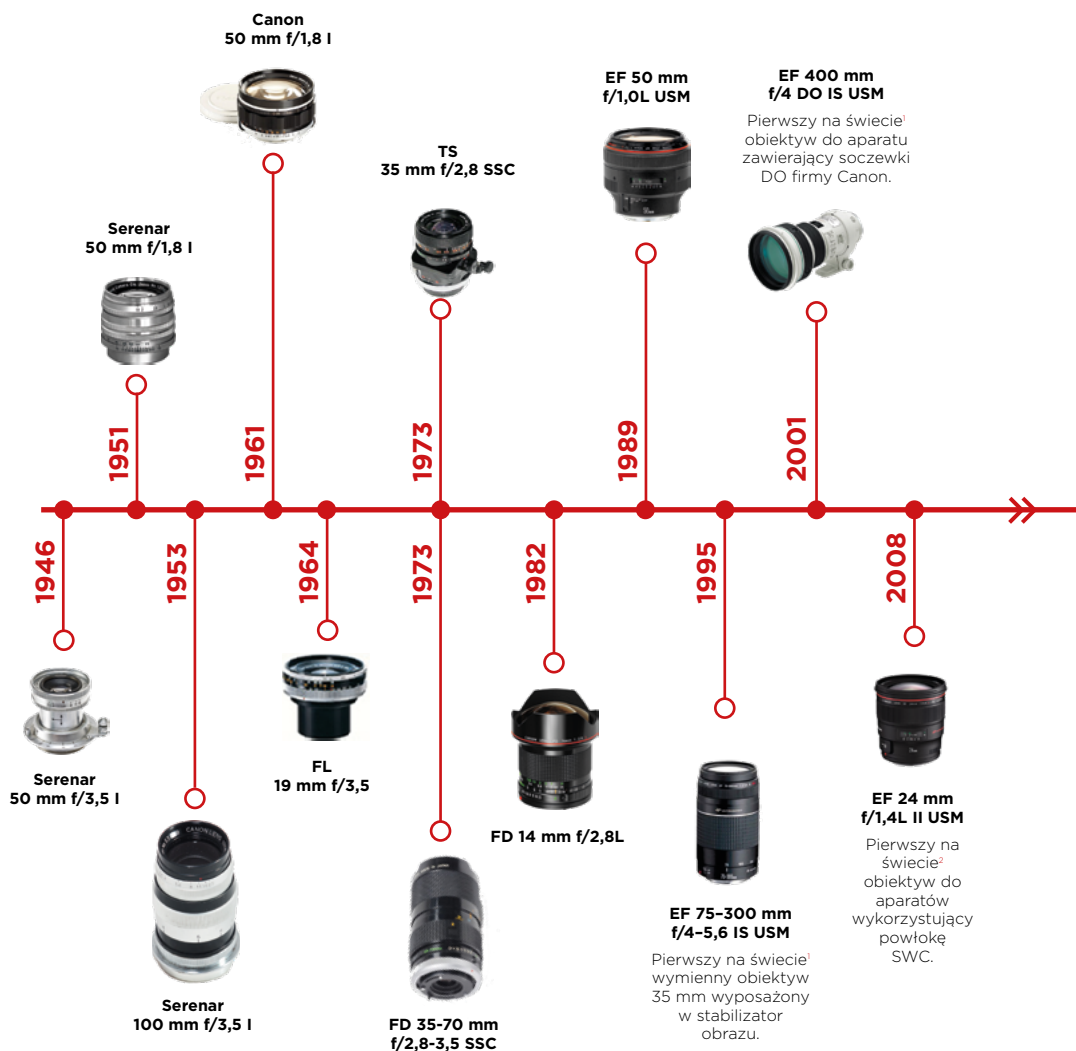 Canon
50 mm f/1,8 I
EF 50 mm
f/1,0L USM
EF 400 mm
f/4 DO IS USM
Pierwszy na świecie¹
obiektyw do aparatu
zawierający soczewki
DO firmy Canon.
TS
35 mm f/2,8 SSC
Serenar
50 mm f/1,8 I
1951
1961
1973
1989
2001
1946
1953
1964
1973
1982
1995
2008
Serenar
50 mm f/3,5 I
FL
19 mm f/3,5
FD 14 mm f/2,8L
EF 24 mm
f/1,4L II USM
Pierwszy na
świecie²
obiektyw do
aparatów
wykorzystujący
powłokę
SWC.
EF 75–300 mm
f/4–5,6 IS USM
Pierwszy na świecie¹
wymienny obiektyw
35 mm wyposażony
w stabilizator
obrazu.
Serenar
100 mm f/3,5 I
FD 35-70 mm
f/2,8-3,5 SSC